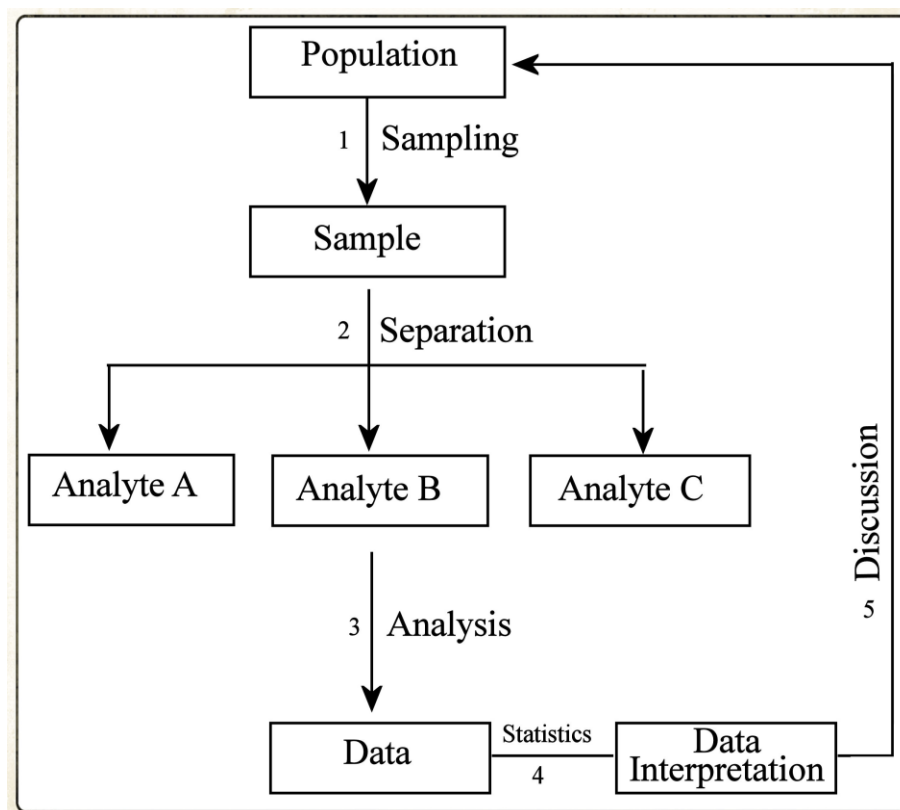 Population
1 Sampling
Sample
2 Separation
Analyte A Analyte B Analyte C
3 Analysis
Data
Statistics
4
Data
Interpretation
5 Discussion